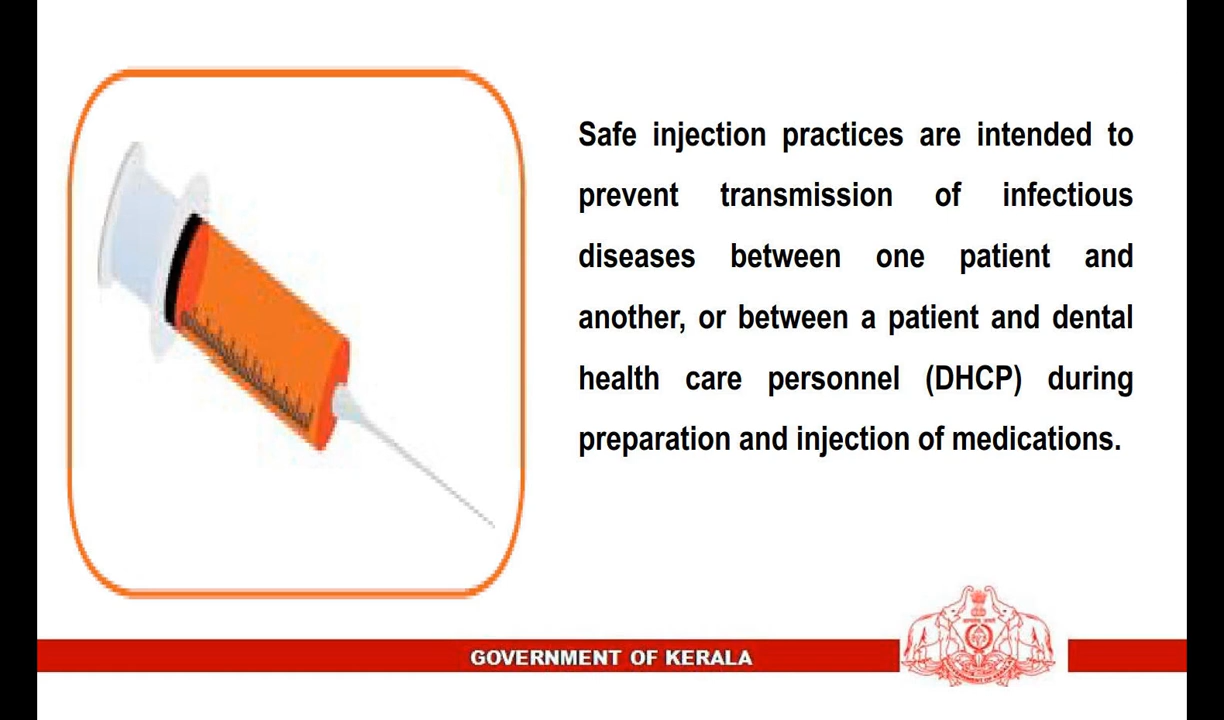 Safe injection practices are intended to
prevent transmission of infectious
diseases between one patient and
another, or between a patient and dental
health care personnel (DHCP) during
preparation and injection of medications.
GOVERNMENT OF KERALA